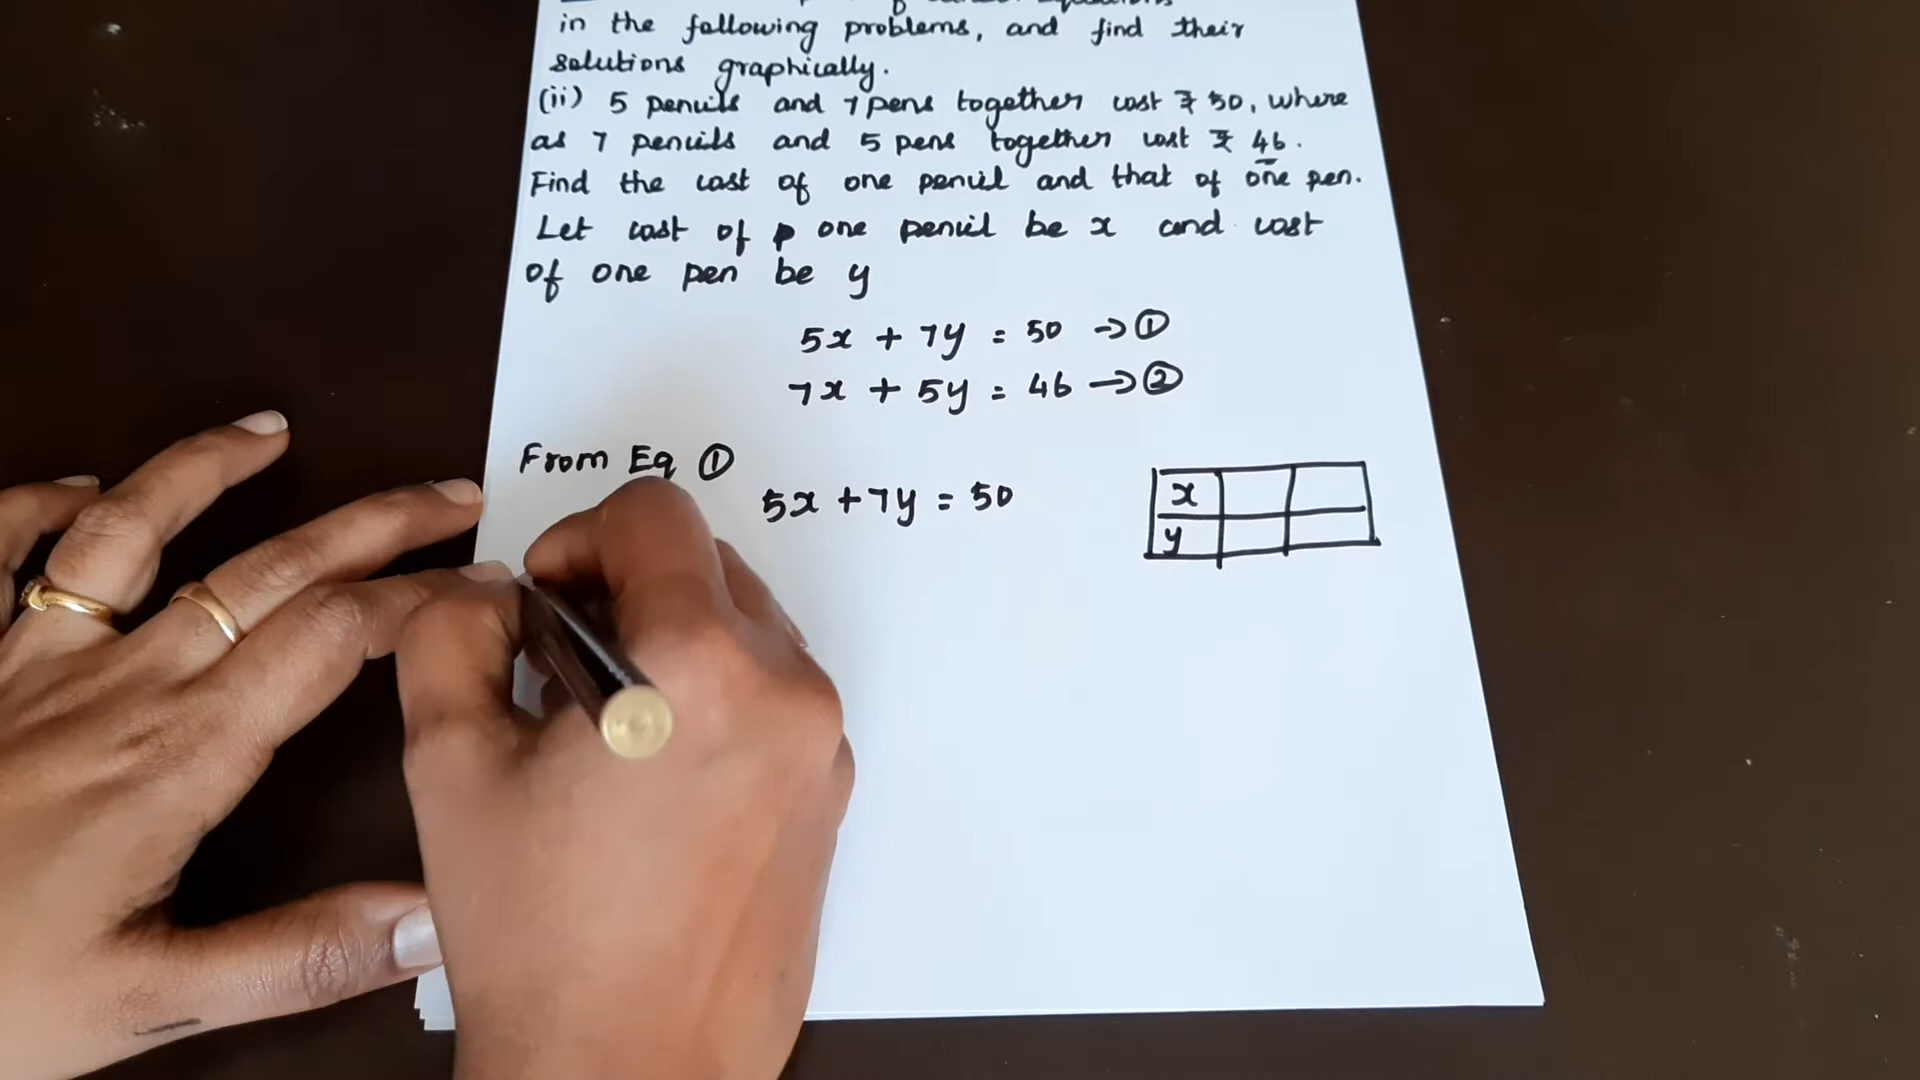 in the following problems, and find their
solutions graphically.
(ii) 5 pencils and 7 pens together cost ₹ 50, where
as 7 pencils and 5 pens together cost ₹ 46.
Find the cost of one pencil and that of one pen.
Let cost of one pencil be x and cost
of one pen be y
5x + 7y = 50 → ①
7x + 5y = 46 → ②
From Eq ①
5x + 7y = 50
x
y